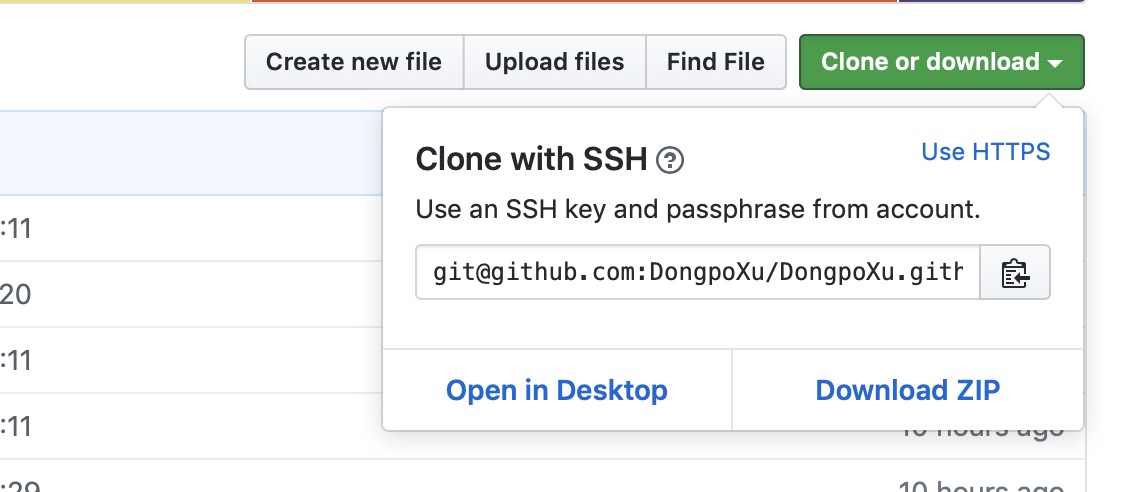 Create new file Upload files Find File Clone or download
Clone with SSH ? Use HTTPS
Use an SSH key and passphrase from account.
:11
git@github.com:DongpoXu/DongpoXu.gith
20
:11
Open in Desktop Download ZIP
:11 10 hours ago
:29 10 hours ago